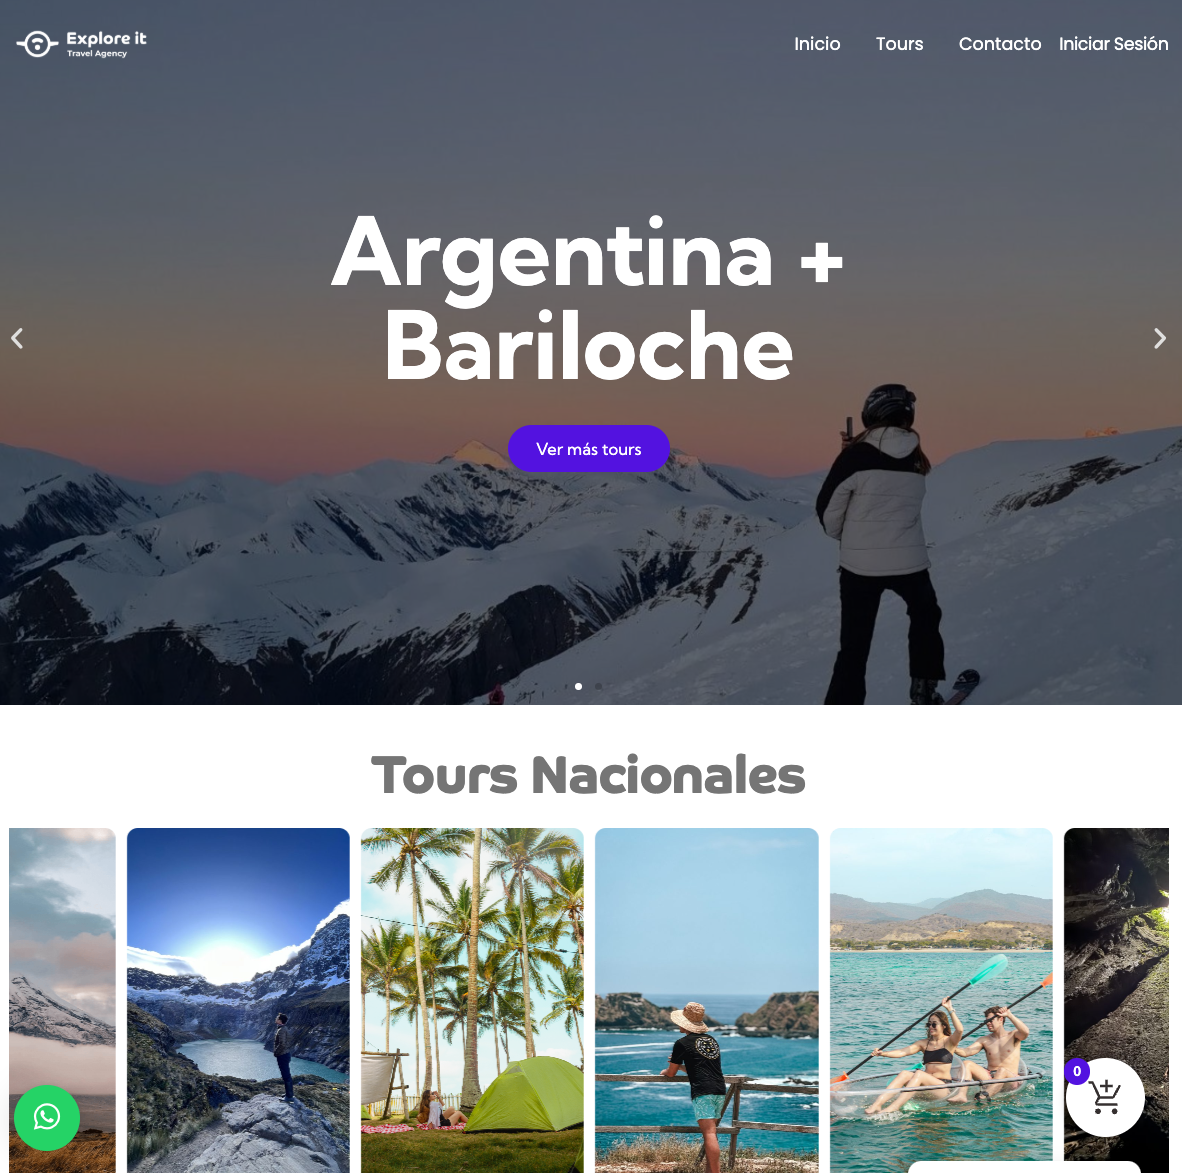 Explore it
Travel Agency
Inicio Tours Contacto Iniciar Sesión
Argentina +
Bariloche
Ver más tours
Tours Nacionales
0